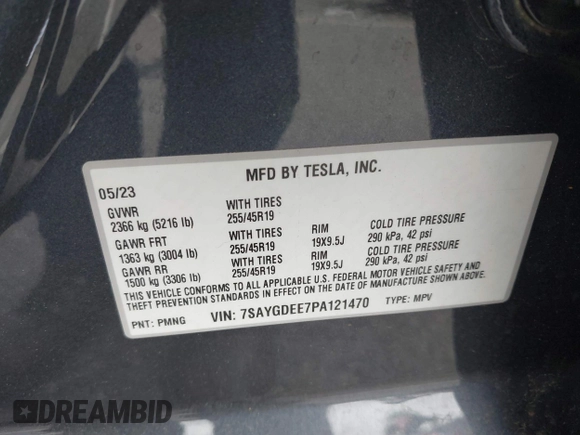 MFD BY TESLA, INC.
05/23
GVWR WITH TIRES
2366 kg (5216 lb) 255/45R19
GAWR FRT WITH TIRES RIM COLD TIRE PRESSURE
1363 kg (3004 lb) 255/45R19 19X9.5J 290 kPa, 42 psi
GAWR RR WITH TIRES RIM COLD TIRE PRESSURE
1500 kg (3306 lb) 255/45R19 19X9.5J 290 kPa, 42 psi
THIS VEHICLE CONFORMS TO ALL APPLICABLE U.S. FEDERAL MOTOR VEHICLE SAFETY AND
THEFT PREVENTION STANDARDS IN EFFECT ON THE DATE OF MANUFACTURE SHOWN ABOVE.
PNT: PMNG VIN: 7SAYGDEE7PA121470 TYPE: MPV
DREAMBID